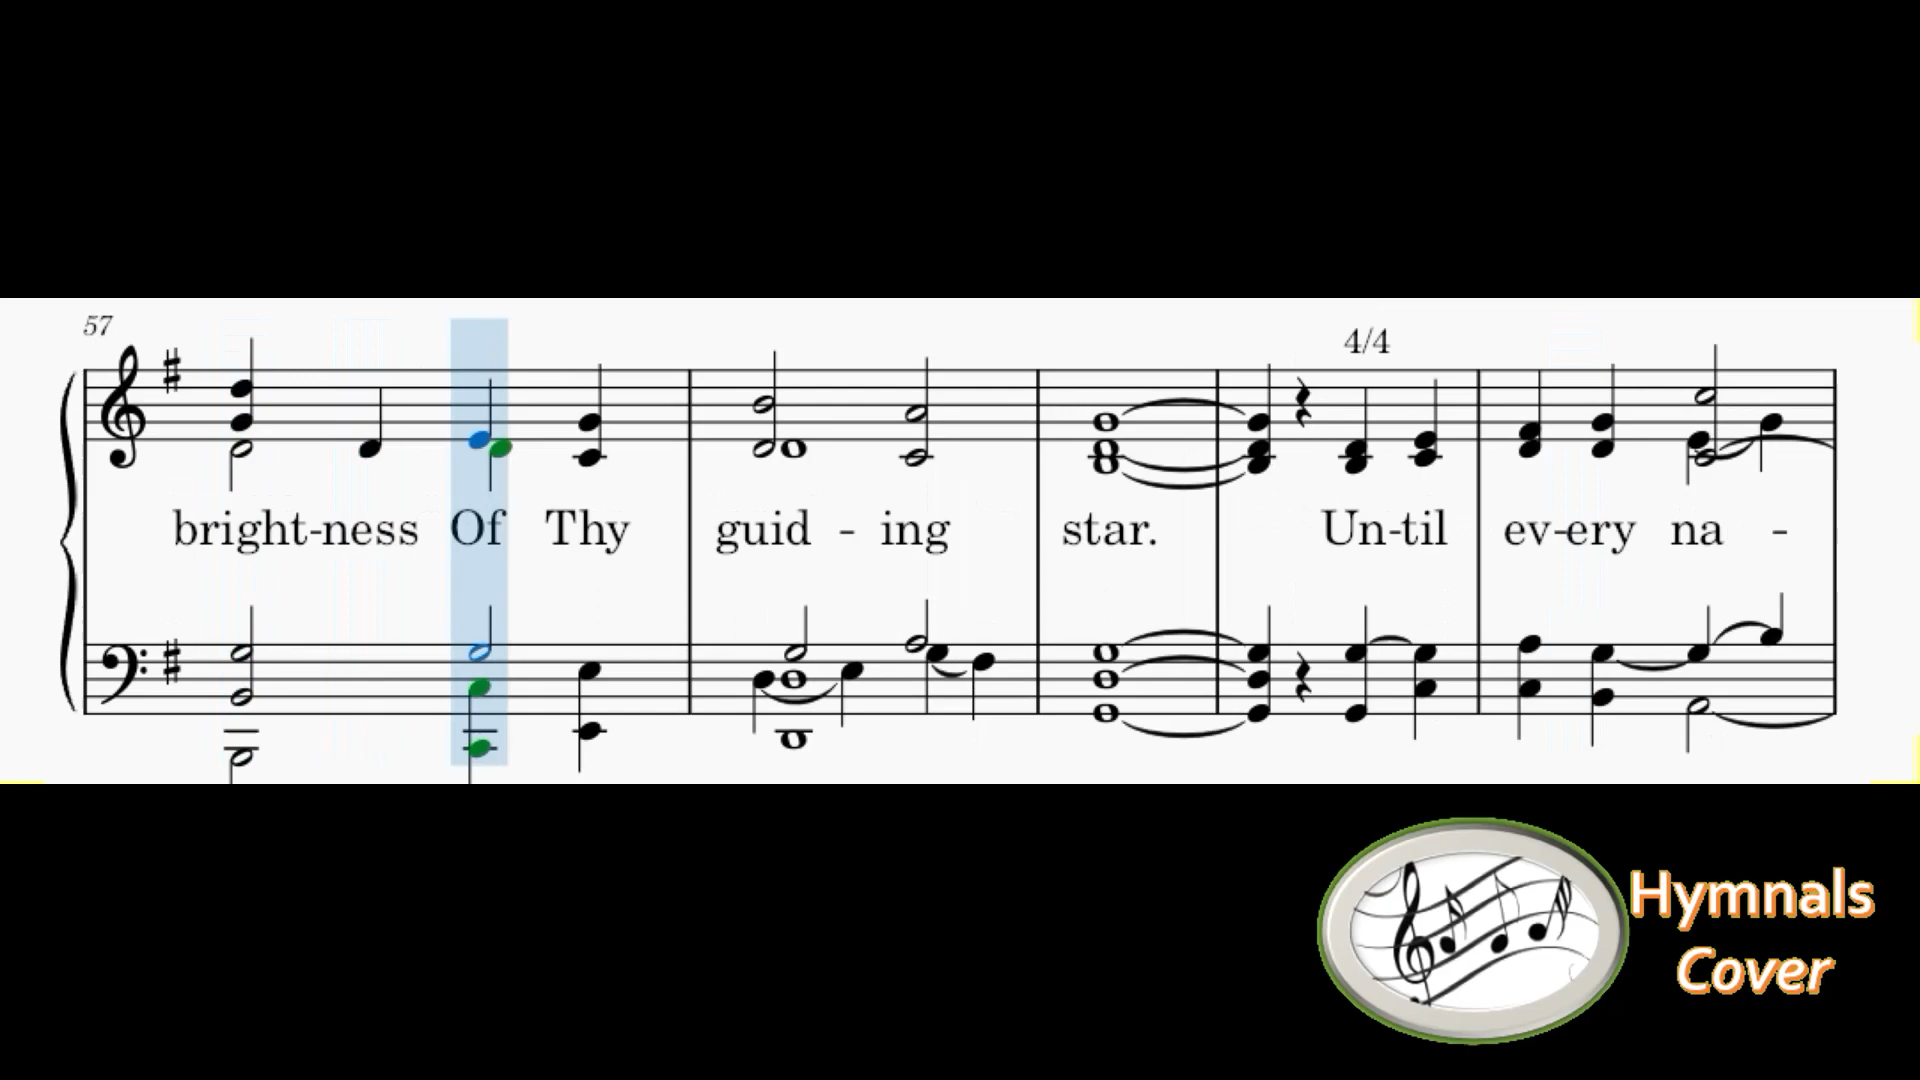 57
4/4
bright-ness Of Thy guid - ing star. Un-til ev-ery na -
Hymnals
Cover